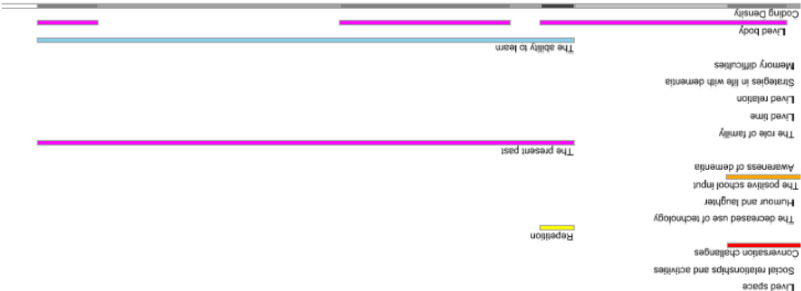 Lived space
Social relationships and activities
Conversation challanges
Repetition
The decreased use of technology
Humour and laughter
The positive school input
Awareness of dementia
The present past
The role of family
Lived time
Lived relation
Strategies in life with dementia
Memory difficulties
The ability to learn
Lived body
Coding Density